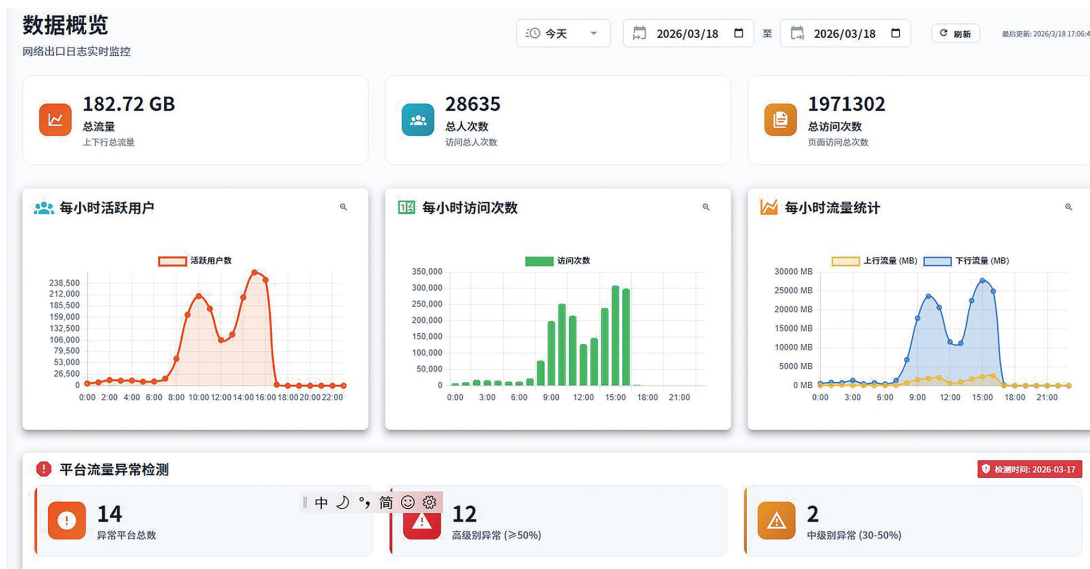 数据概览
网络出口日志实时监控
今天
2026/03/18
至
2026/03/18
刷新
最后更新: 2026/3/18 17:06:4
182.72 GB
总流量
上下行总流量
28635
总人次数
访问总人次数
1971302
总访问次数
页面访问总次数
每小时活跃用户
活跃用户数
238,500
212,000
185,500
159,000
132,500
106,000
79,500
53,000
26,500
0
0:00 2:00 4:00 6:00 8:00 10:00 12:00 14:00 16:00 18:00 20:00 22:00
每小时访问次数
访问次数
350,000
300,000
250,000
200,000
150,000
100,000
50,000
0
0:00 3:00 6:00 9:00 12:00 15:00 18:00 21:00
每小时流量统计
上行流量 (MB) 下行流量 (MB)
30000 MB
25000 MB
20000 MB
15000 MB
10000 MB
5000 MB
0 MB
0:00 3:00 6:00 9:00 12:00 15:00 18:00 21:00
平台流量异常检测
检测时间: 2026-03-17
中 °, 简
14
异常平台总数
12
高级别异常 (≥50%)
2
中级别异常 (30-50%)